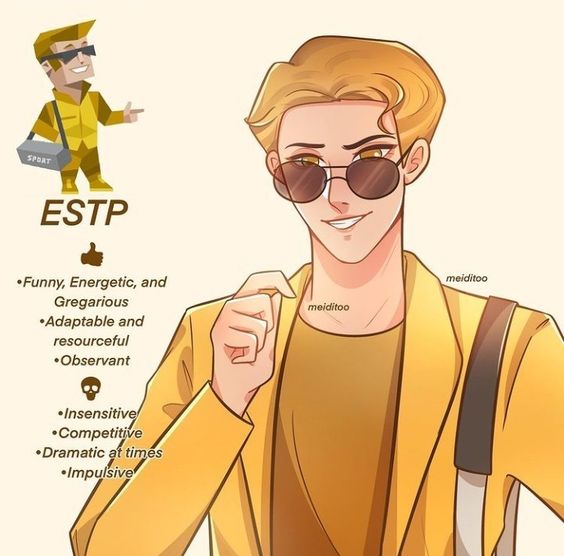 SPORT
ESTP
•Funny, Energetic, and
Gregarious
•Adaptable and
resourceful
•Observant
•Insensitive
•Competitive
•Dramatic at times
•Impulsive
meiditoo
meiditoo